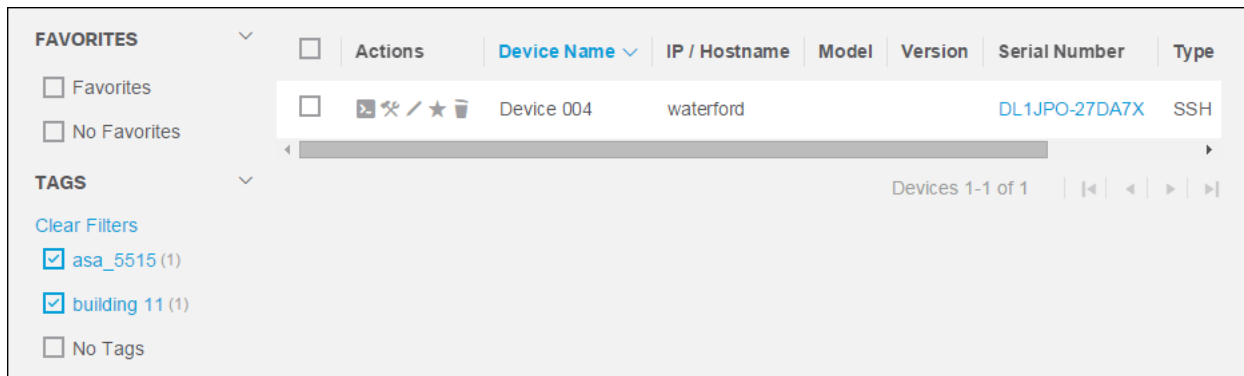 FAVORITES
Favorites
No Favorites
TAGS
Clear Filters
asa_5515 (1)
building 11 (1)
No Tags
Actions Device Name IP / Hostname Model Version Serial Number Type
Device 004 waterford DL1JPO-27DA7X SSH
Devices 1-1 of 1